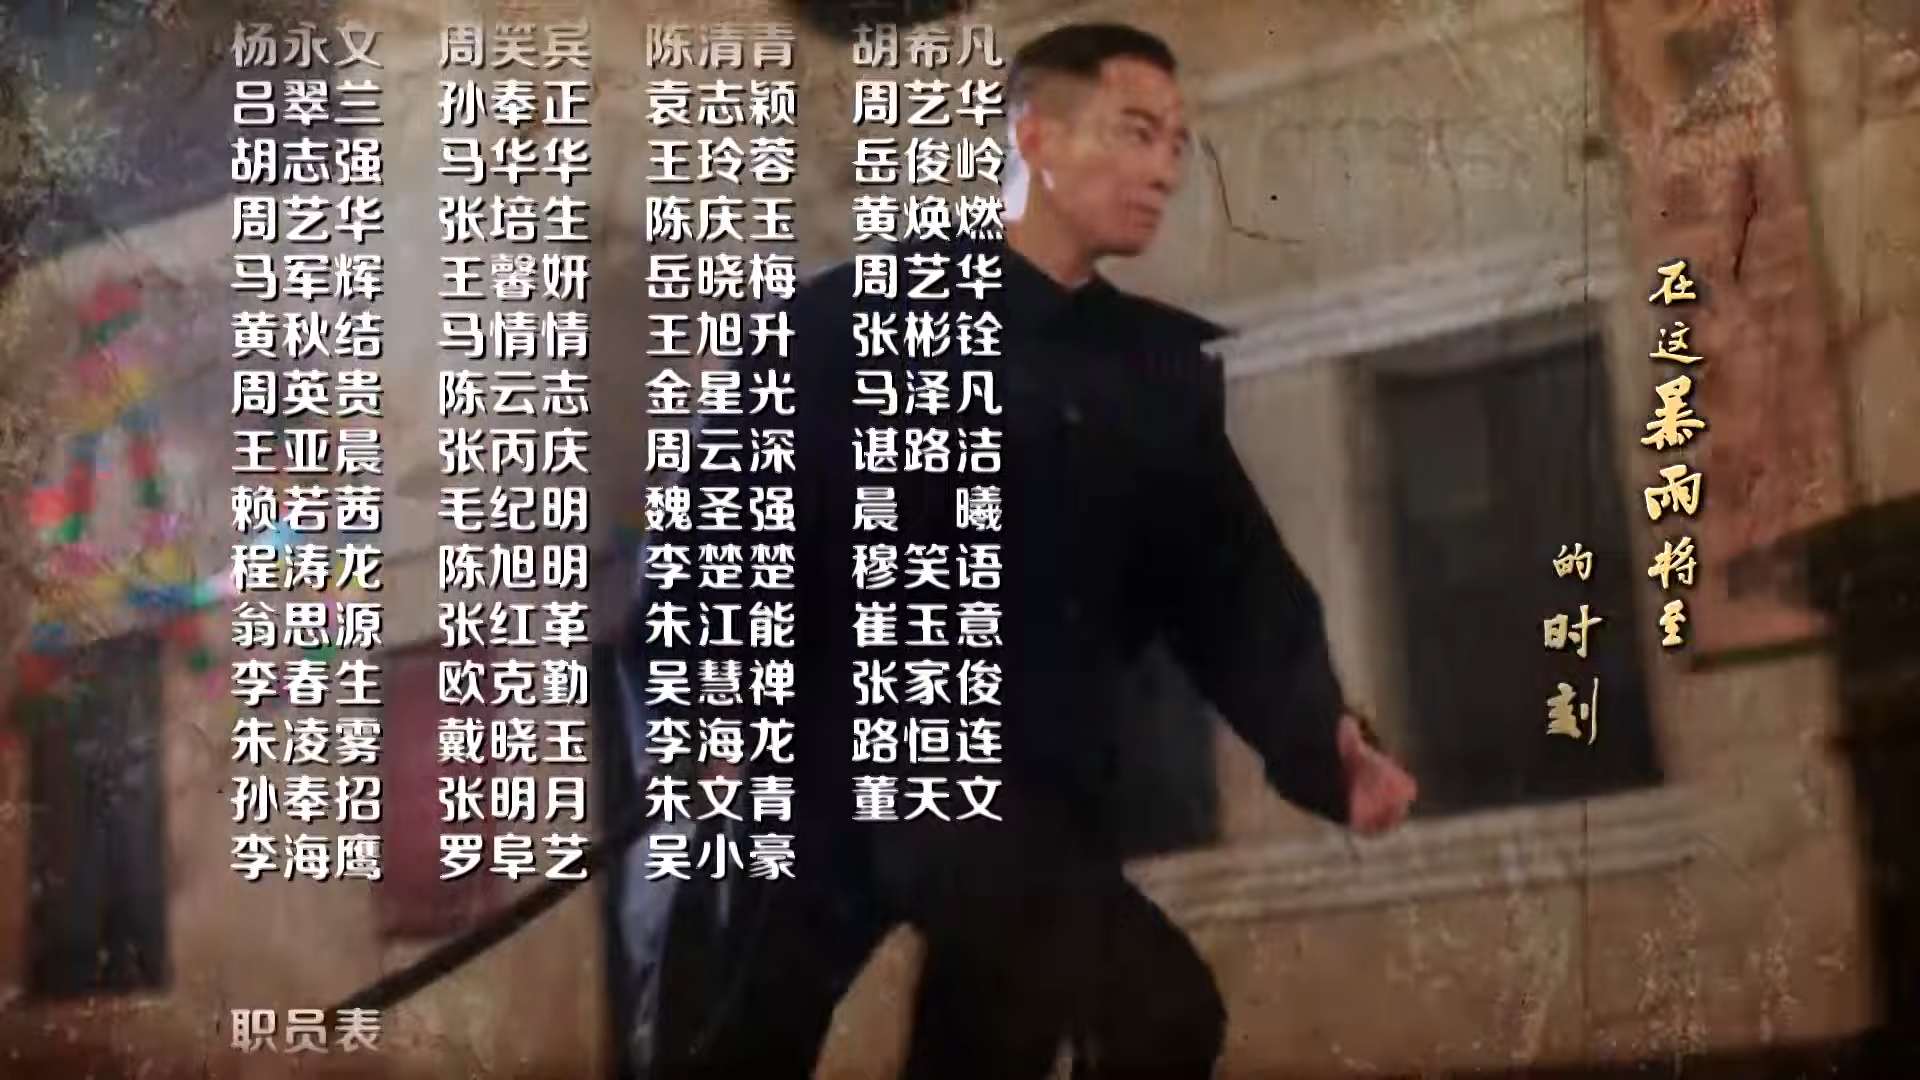 杨永文 周笑宾 陈清青 胡希凡
吕翠兰 孙奉正 袁志颖 周艺华
胡志强 马华华 王玲蓉 岳俊岭
周艺华 张培生 陈庆玉 黄焕燃
马军辉 王馨妍 岳晓梅 周艺华
黄秋结 马情情 王旭升 张彬铨
周英贵 陈云志 金星光 马泽凡
王亚晨 张丙庆 周云深 谌路洁
赖若茜 毛纪明 魏圣强 晨 曦
程涛龙 陈旭明 李楚楚 穆笑语
翁思源 张红革 朱江能 崔玉意
李春生 欧克勤 吴慧禅 张家俊
朱凌雾 戴晓玉 李海龙 路恒连
孙奉招 张明月 朱文青 董天文
李海鹰 罗阜艺 吴小豪
职员表
在这暴雨将至
的时刻